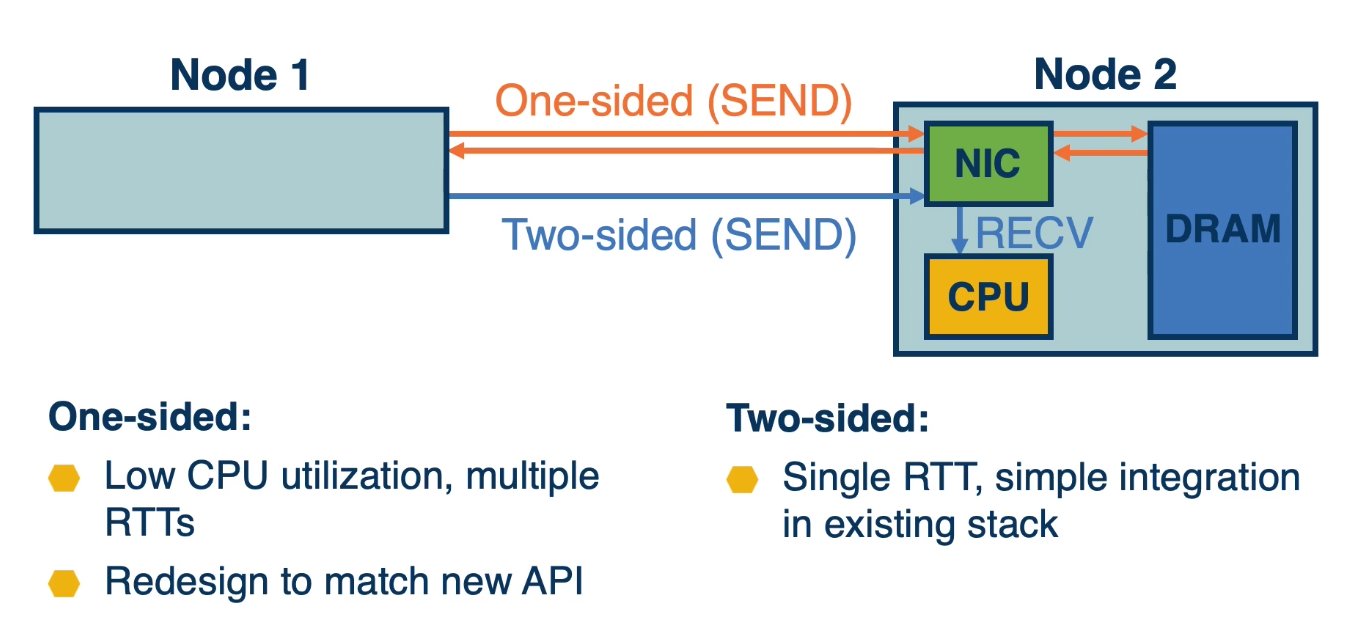 Node 1
Node 2
One-sided (SEND)
NIC
DRAM
Two-sided (SEND)
RECV
CPU
One-sided:
Low CPU utilization, multiple
RTTs
Redesign to match new API
Two-sided:
Single RTT, simple integration
in existing stack